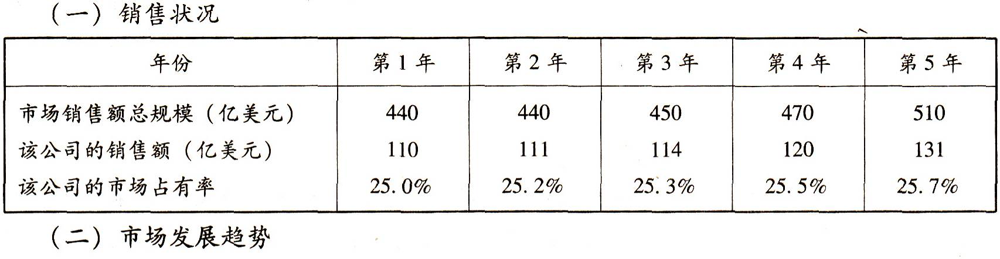 （一）销售状况
年份 第1年 第2年 第3年 第4年 第5年
市场销售额总规模（亿美元） 440 440 450 470 510
该公司的销售额（亿美元） 110 111 114 120 131
该公司的市场占有率 25.0% 25.2% 25.3% 25.5% 25.7%
（二）市场发展趋势